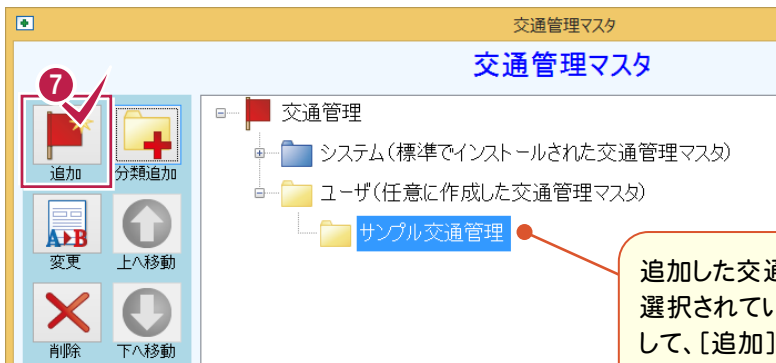 交通管理マスタ
交通管理マスタ
7
追加
分類追加
A▶B
変更
上へ移動
削除
下へ移動
交通管理
システム(標準でインストールされた交通管理マスタ)
ユーザ(任意に作成した交通管理マスタ)
サンプル交通管理
追加した交通
選択されてい
して、[追加]